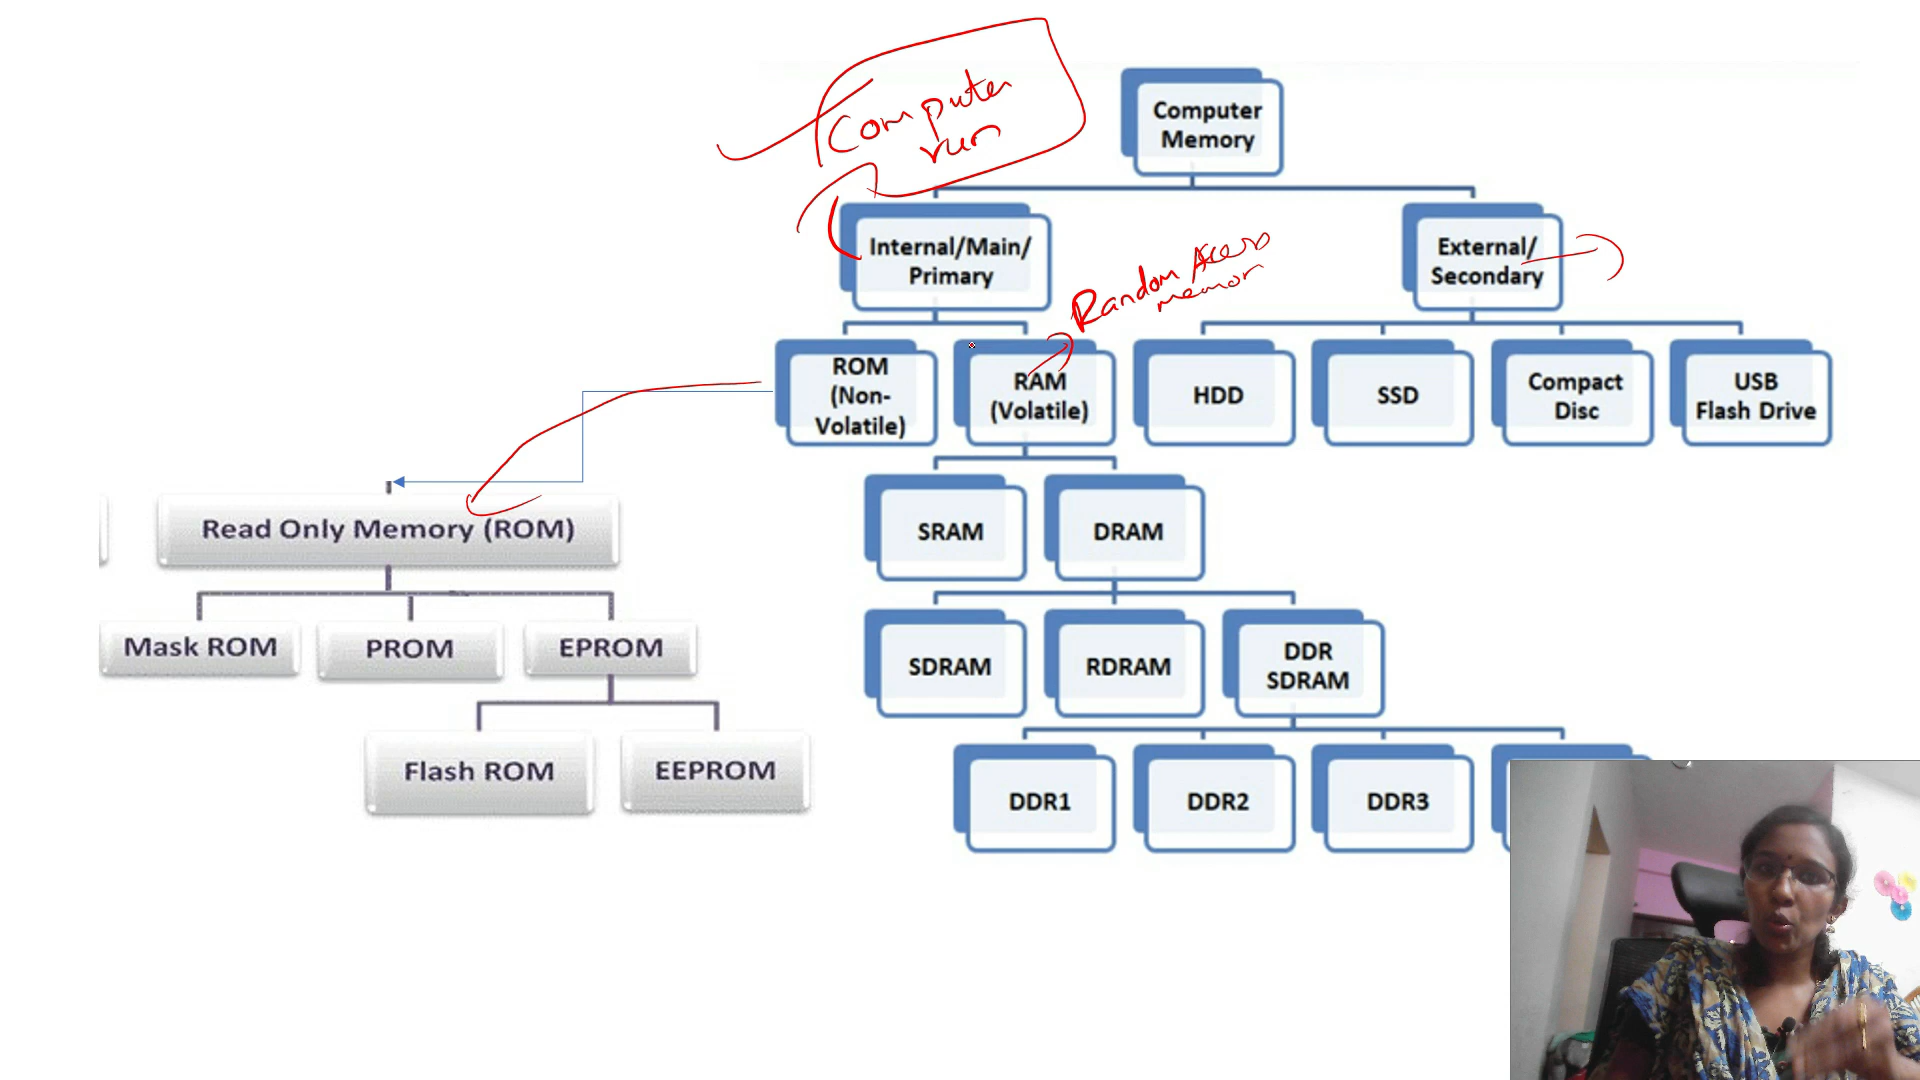 Computer
run
Computer
Memory
Internal/Main/
Primary
External/
Secondary
Random Access
memor
ROM
(Non-
Volatile)
RAM
(Volatile)
HDD
SSD
Compact
Disc
USB
Flash Drive
Read Only Memory (ROM)
SRAM
DRAM
Mask ROM
PROM
EPROM
SDRAM
RDRAM
DDR
SDRAM
Flash ROM
EEPROM
DDR1
DDR2
DDR3